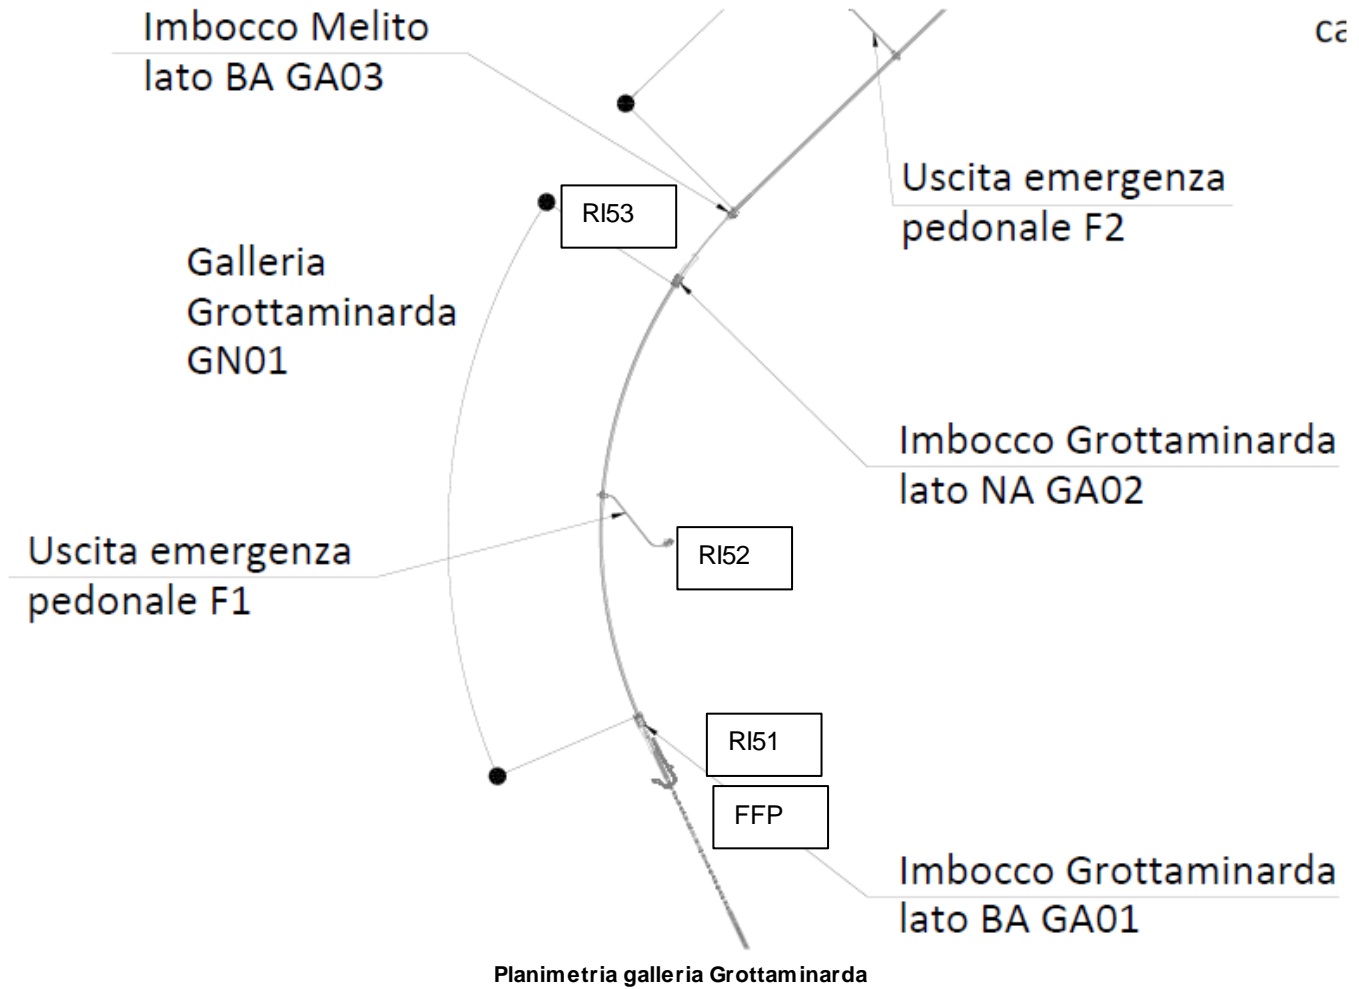 Imbocco Melito
lato BA GA03
ca
Uscita emergenza
pedonale F2
RI53
Galleria
Grottaminarda
GN01
Imbocco Grottaminarda
lato NA GA02
Uscita emergenza
pedonale F1
RI52
RI51
FFP
Imbocco Grottaminarda
lato BA GA01
Planimetria galleria Grottaminarda